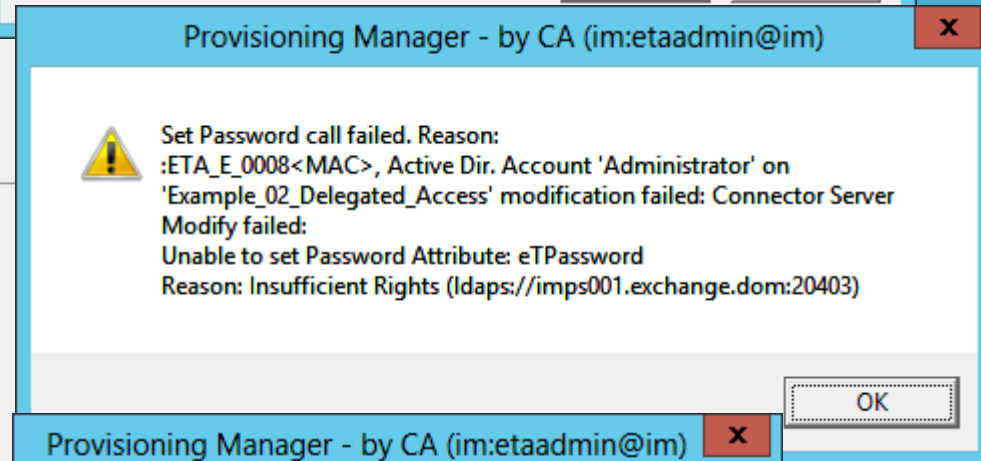 Provisioning Manager - by CA (im:etaadmin@im)
x
Set Password call failed. Reason:
:ETA_E_0008<MAC>, Active Dir. Account 'Administrator' on
'Example_02_Delegated_Access' modification failed: Connector Server
Modify failed:
Unable to set Password Attribute: eTPassword
Reason: Insufficient Rights (ldaps://imps001.exchange.dom:20403)
OK
Provisioning Manager - by CA (im:etaadmin@im)
x